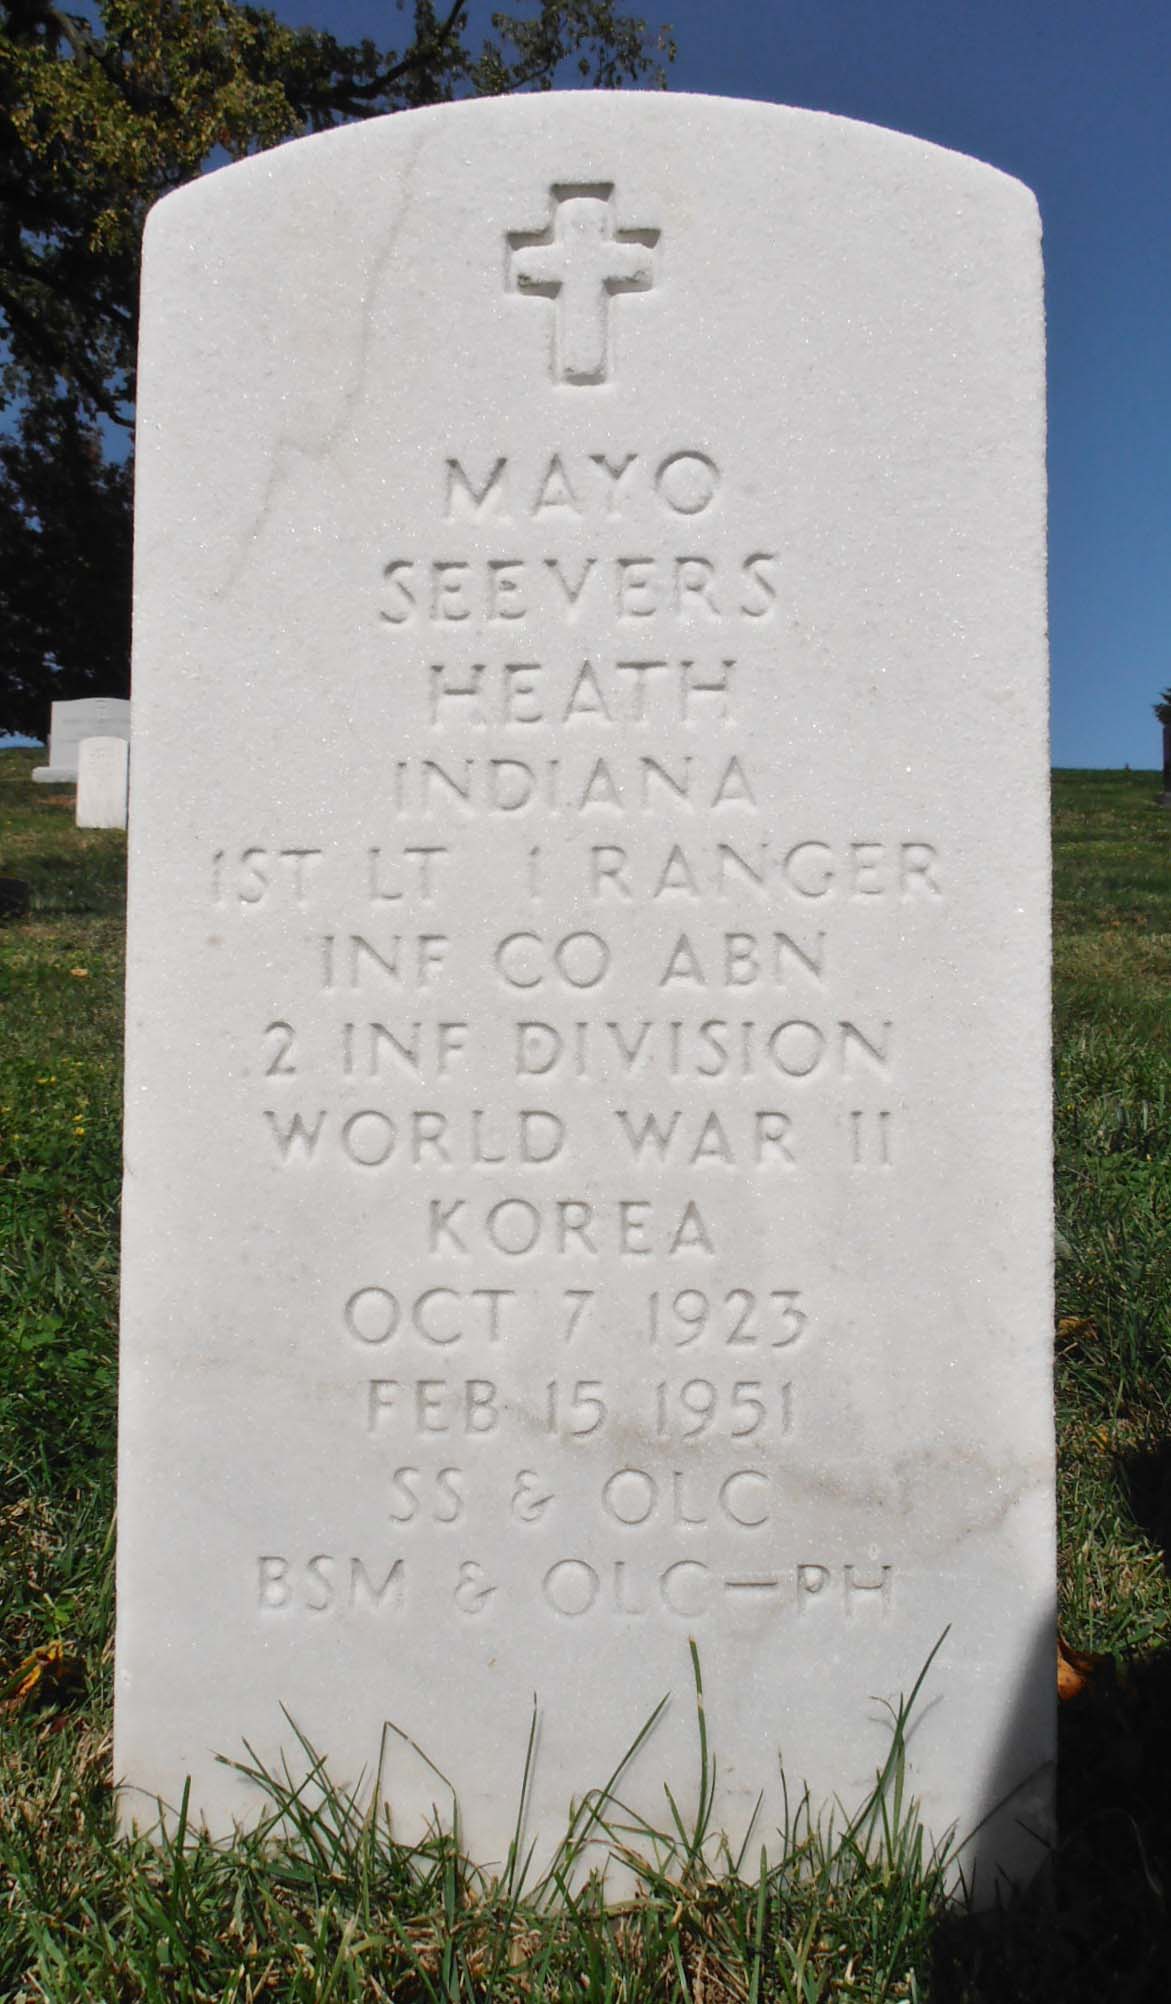 MAYO
SEEVERS
HEATH
INDIANA
1ST LT 1 RANGER
INF CO ABN
2 INF DIVISION
WORLD WAR II
KOREA
OCT 7 1923
FEB 15 1951
SS & OLC
BSM & OLC—PH